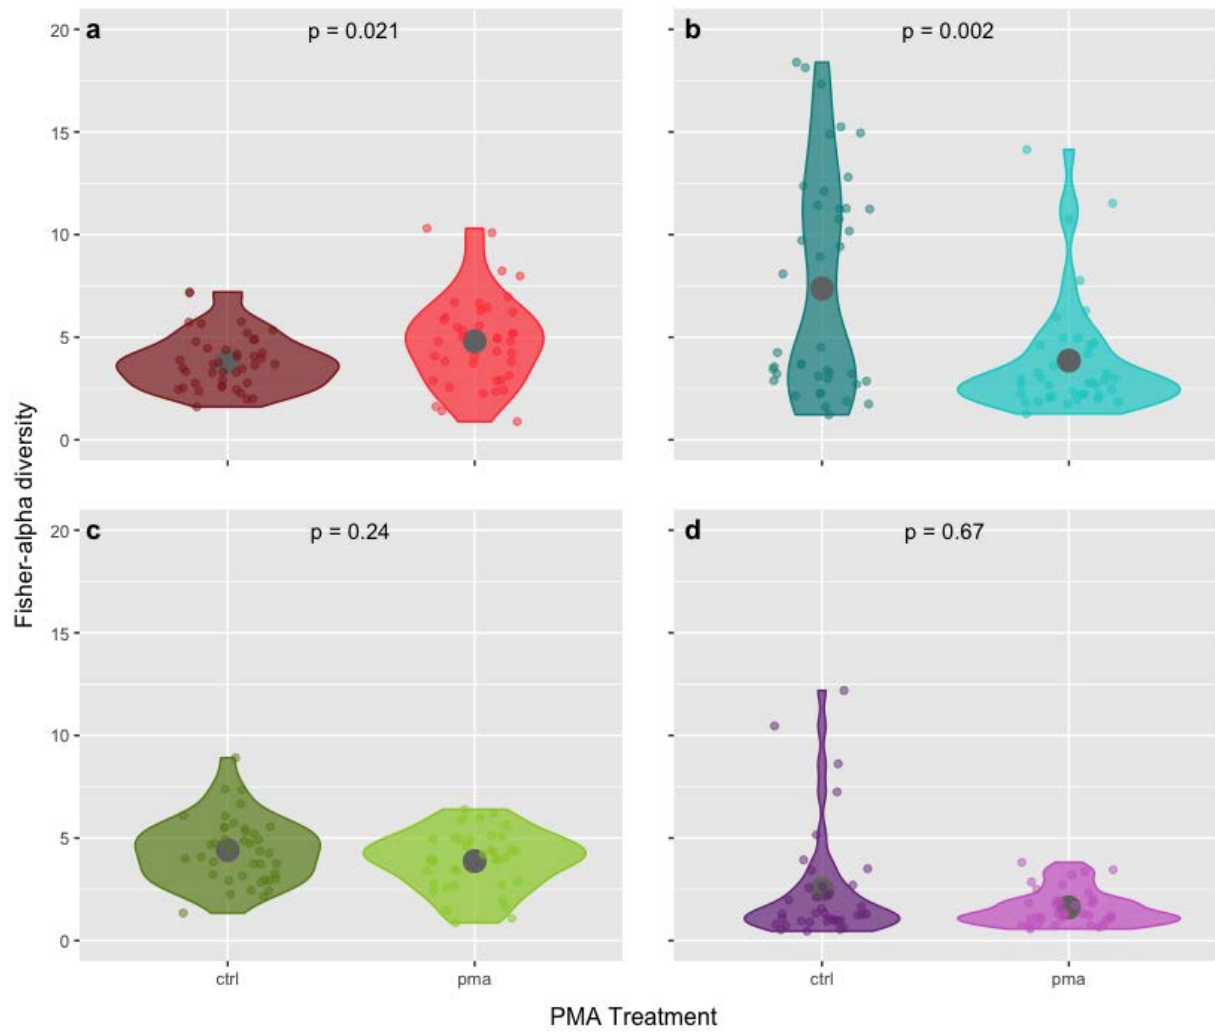 a
p = 0.021
b
p = 0.002
20
15
10
5
0
Fisher-alpha diversity
c
p = 0.24
d
p = 0.67
20
15
10
5
0
ctrl
pma
ctrl
pma
PMA Treatment